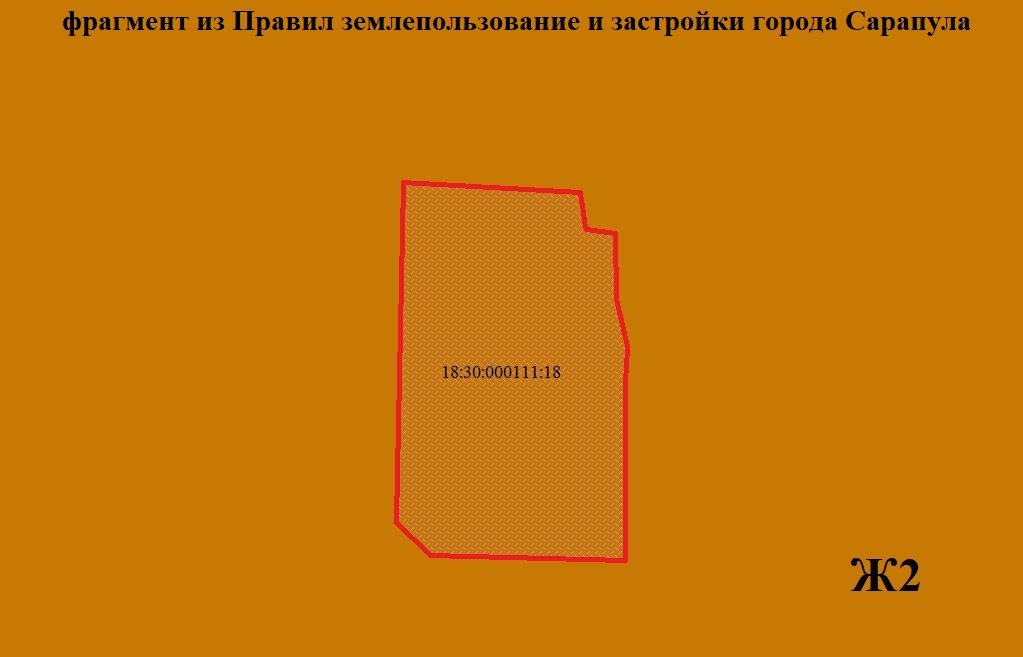 фрагмент из Правил землепользование и застройки города Сарапула
18:30:000111:18
Ж2